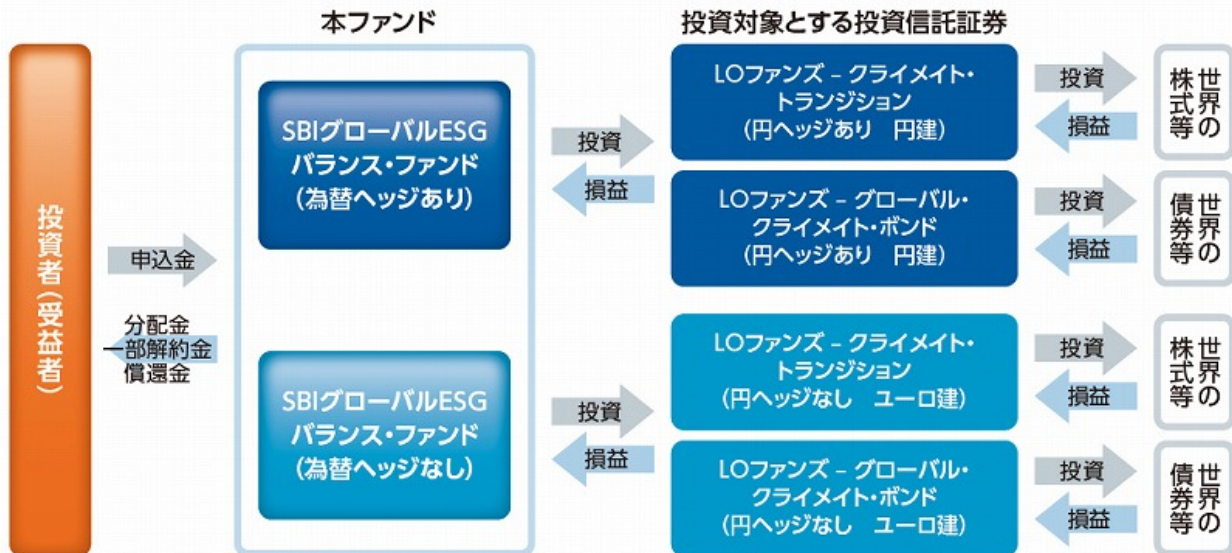 本ファンド
投資対象とする投資信託証券
投資者(受益者)
申込金
分配金
一部解約金
償還金
SBIグローバルESG
バランス・ファンド
(為替ヘッジあり)
投資
損益
LOファンズ – クライメイト・
トランジション
(円ヘッジあり 円建)
投資
損益
世界の
株式等
LOファンズ – グローバル・
クライメイト・ボンド
(円ヘッジあり 円建)
投資
損益
世界の
債券等
SBIグローバルESG
バランス・ファンド
(為替ヘッジなし)
投資
損益
LOファンズ – クライメイト・
トランジション
(円ヘッジなし ユーロ建)
投資
損益
世界の
株式等
LOファンズ – グローバル・
クライメイト・ボンド
(円ヘッジなし ユーロ建)
投資
損益
世界の
債券等